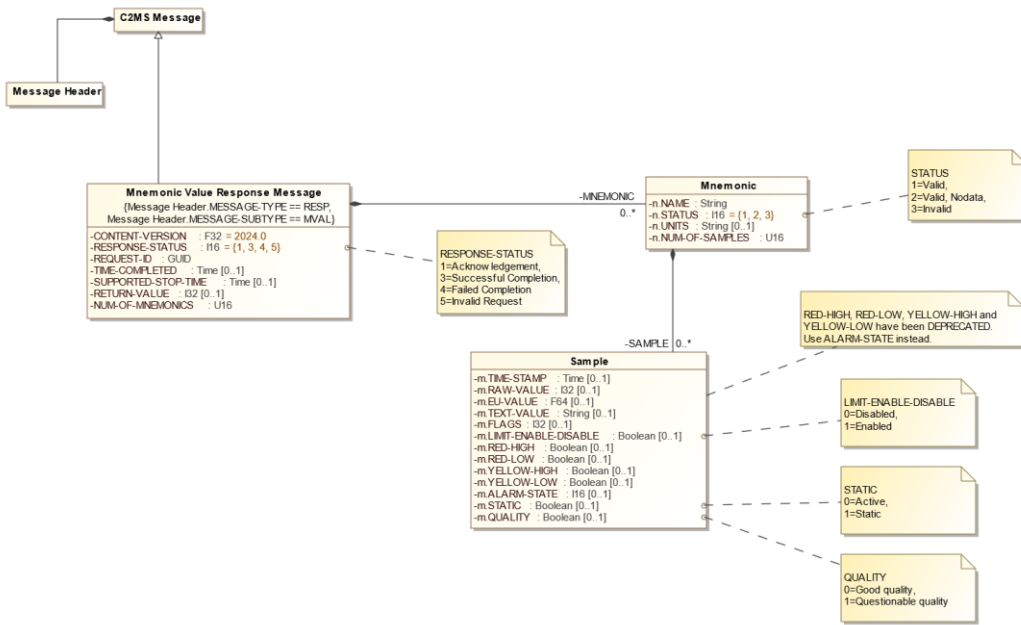 C2MS Message
Message Header
Mnemonic Value Response Message
{Message Header.MESSAGE-TYPE == RESP,
Message Header.MESSAGE-SUBTYPE == MVAL}
-CONTENT-VERSION : F32 = 2024.0
-RESPONSE-STATUS : I16 = {1, 3, 4, 5}
-REQUEST-ID : GUID
-TIME-COMPLETED : Time [0..1]
-SUPPORTED-STOP-TIME : Time [0..1]
-RETURN-VALUE : I32 [0..1]
-NUM-OF-MNEMONICS : U16
RESPONSE-STATUS
1=Acknowledgement,
3=Successful Completion,
4=Failed Completion
5=Invalid Request
-MNEMONIC
0..*
Mnemonic
-n.NAME : String
-n.STATUS : I16 = {1, 2, 3}
-n.UNITS : String [0..1]
-n.NUM-OF-SAMPLES : U16
STATUS
1=Valid,
2=Valid, Nodata,
3=Invalid
-SAMPLE 0..*
Sample
-m.TIME-STAMP : Time [0..1]
-m.RAW-VALUE : I32 [0..1]
-m.EU-VALUE : F64 [0..1]
-m.TEXT-VALUE : String [0..1]
-m.FLAGS : I32 [0..1]
-m.LIMIT-ENABLE-DISABLE : Boolean [0..1]
-m.RED-HIGH : Boolean [0..1]
-m.RED-LOW : Boolean [0..1]
-m.YELLOW-HIGH : Boolean [0..1]
-m.YELLOW-LOW : Boolean [0..1]
-m.ALARM-STATE : I16 [0..1]
-m.STATIC : Boolean [0..1]
-m.QUALITY : Boolean [0..1]
RED-HIGH, RED-LOW, YELLOW-HIGH and
YELLOW-LOW have been DEPRECATED.
Use ALARM-STATE instead.
LIMIT-ENABLE-DISABLE
0=Disabled,
1=Enabled
STATIC
0=Active,
1=Static
QUALITY
0=Good quality,
1=Questionable quality